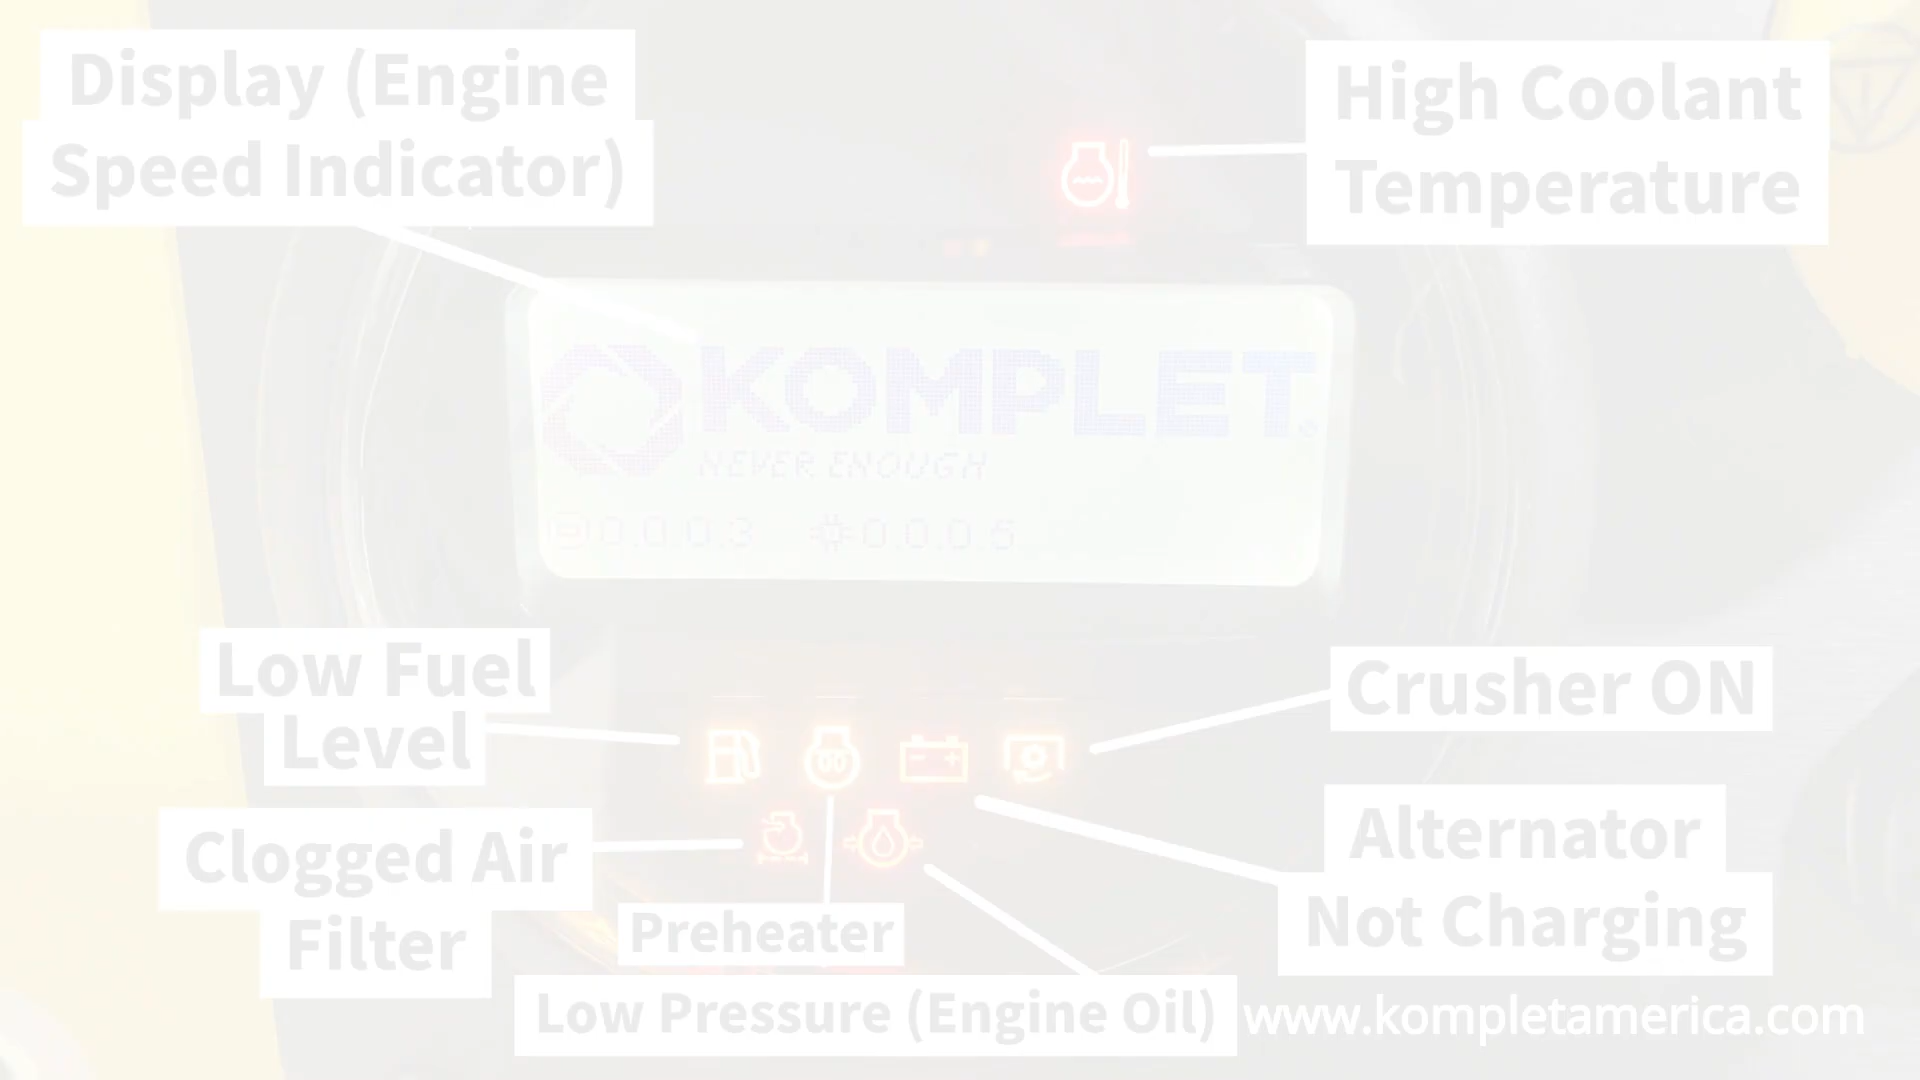 Display (Engine
Speed Indicator)
High Coolant
Temperature
KOMPLET
NEVER ENOUGH
0.0.0.3 0.0.0.6
Low Fuel
Level
Crusher ON
Clogged Air
Filter
Alternator
Not Charging
Preheater
Low Pressure (Engine Oil)
www.kompletamerica.com